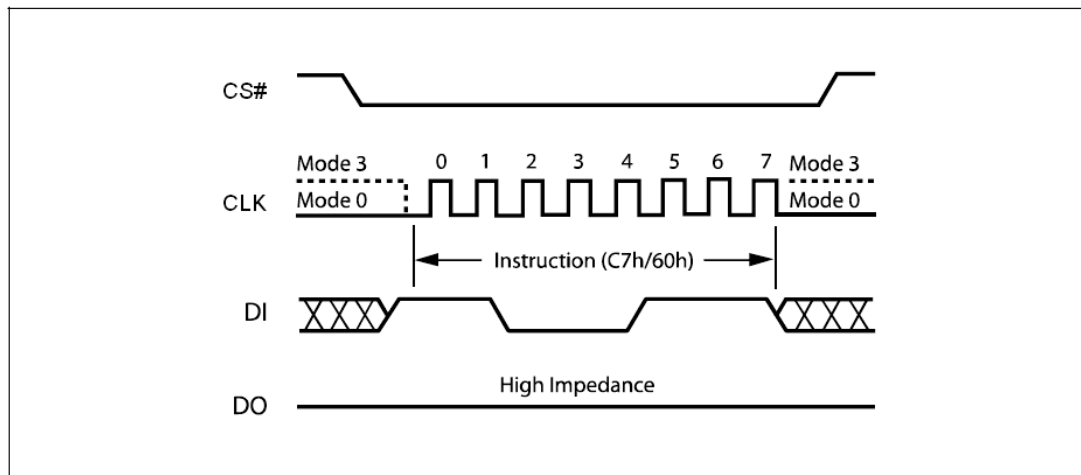 CS#
Mode 3 0 1 2 3 4 5 6 7 Mode 3
CLK Mode 0 Mode 0
Instruction (C7h/60h)
DI
High Impedance
DO